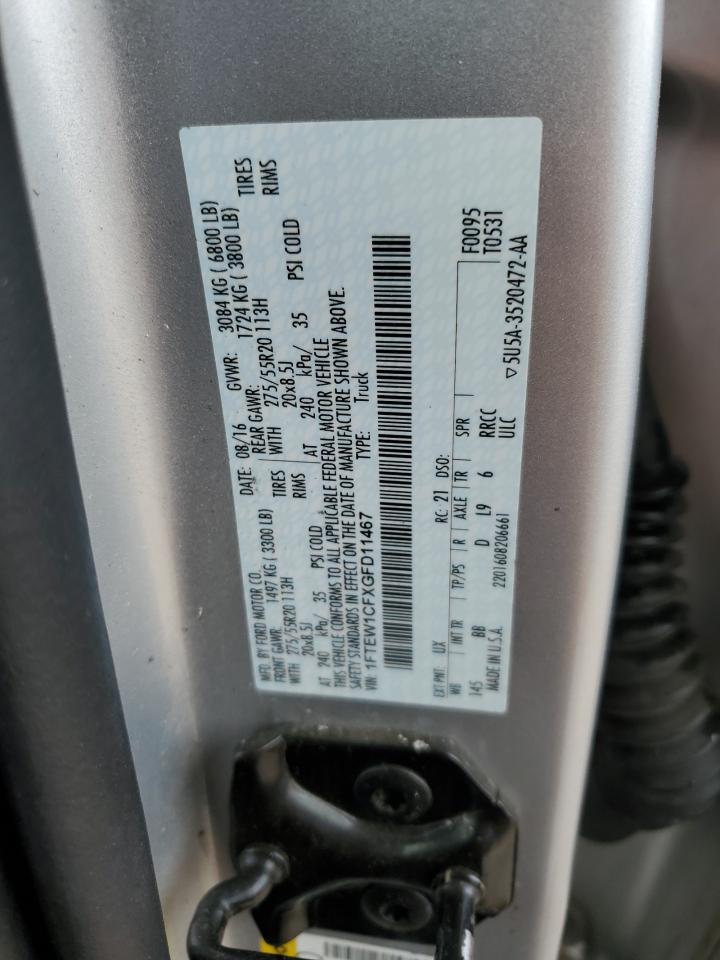 MFD. BY FORD MOTOR CO. DATE: 08/16 GVWR: 3084 KG ( 6800 LB)
FRONT GAWR: 1497 KG ( 3300 LB) REAR GAWR: 1724 KG ( 3800 LB)
WITH 275/55R20 113H TIRES WITH 275/55R20 113H TIRES
20x8.5J RIMS 20x8.5J RIMS
AT 240 kPa/ 35 PSI COLD AT 240 kPa/ 35 PSI COLD
THIS VEHICLE CONFORMS TO ALL APPLICABLE FEDERAL MOTOR VEHICLE
SAFETY STANDARDS IN EFFECT ON THE DATE OF MANUFACTURE SHOWN ABOVE.
VIN: 1FTEW1CFXGFD11467 TYPE: Truck
EXT PNT: UX RC: 21 DSO: F0095
T0531
WB INT TR TP/PS R AXLE TR SPR
145 BB D L9 6 RRCC
MADE IN U.S.A. 2201608206661 ULC ▽5U5A-3520472-AA